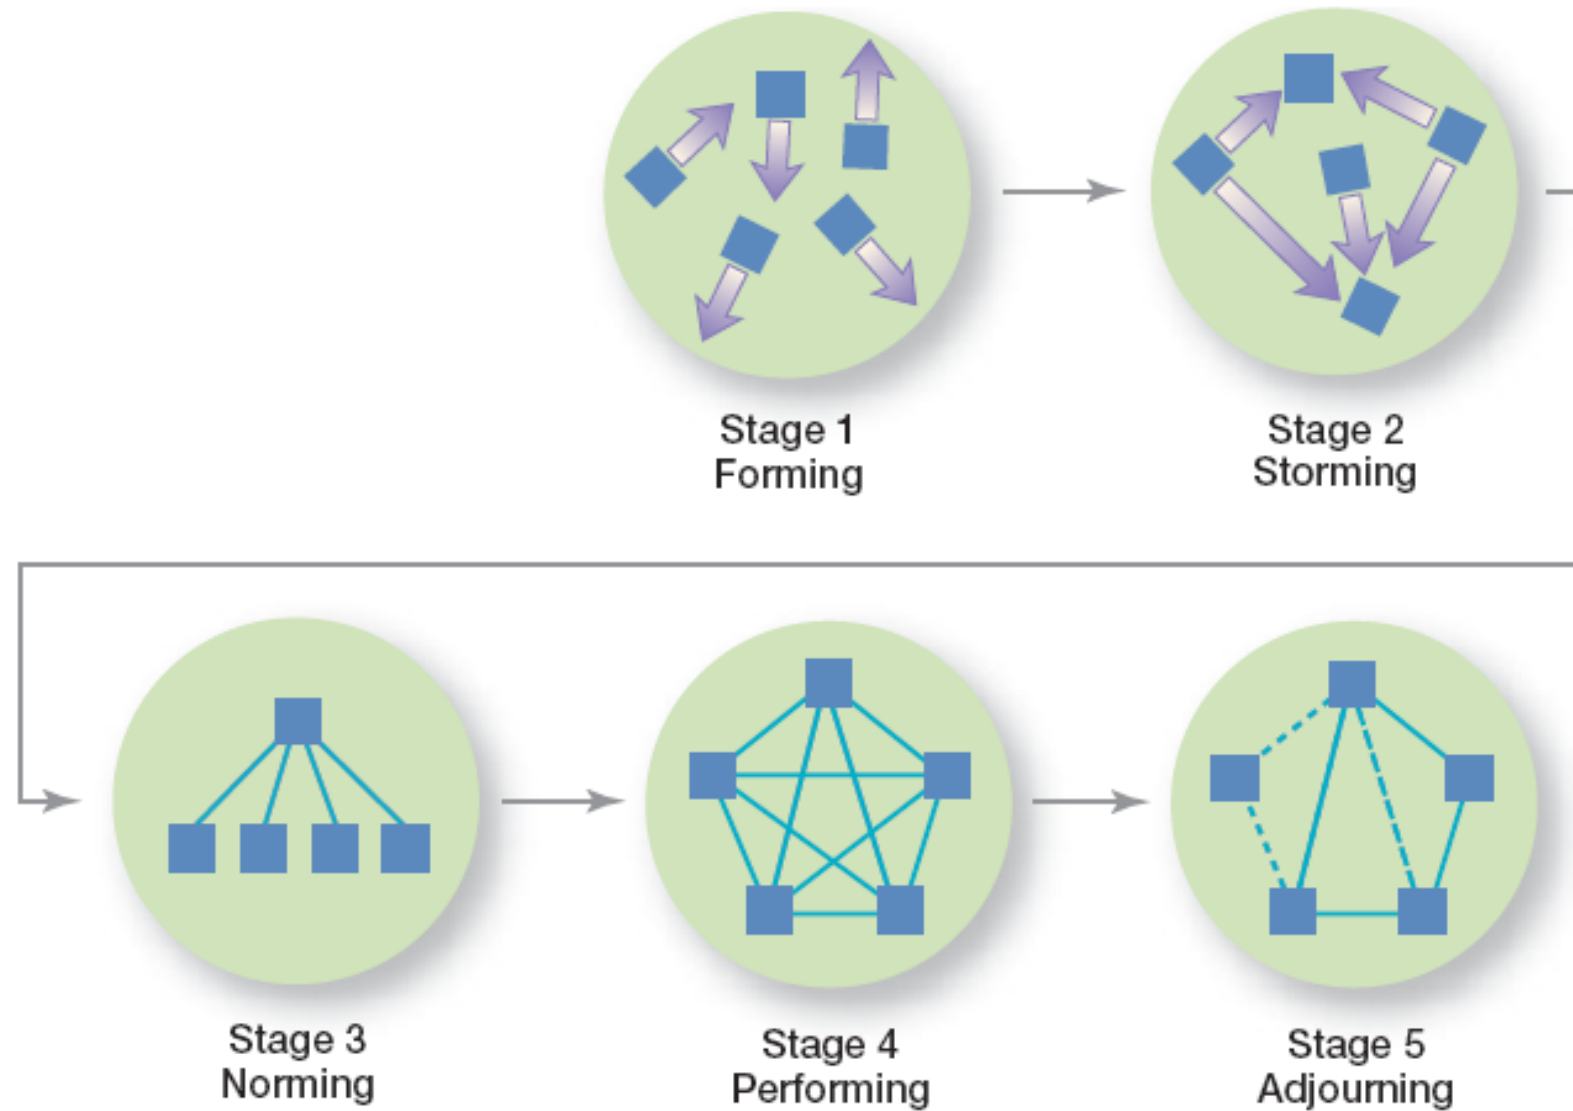 Stage 1
Forming
Stage 2
Storming
Stage 3
Norming
Stage 4
Performing
Stage 5
Adjourning